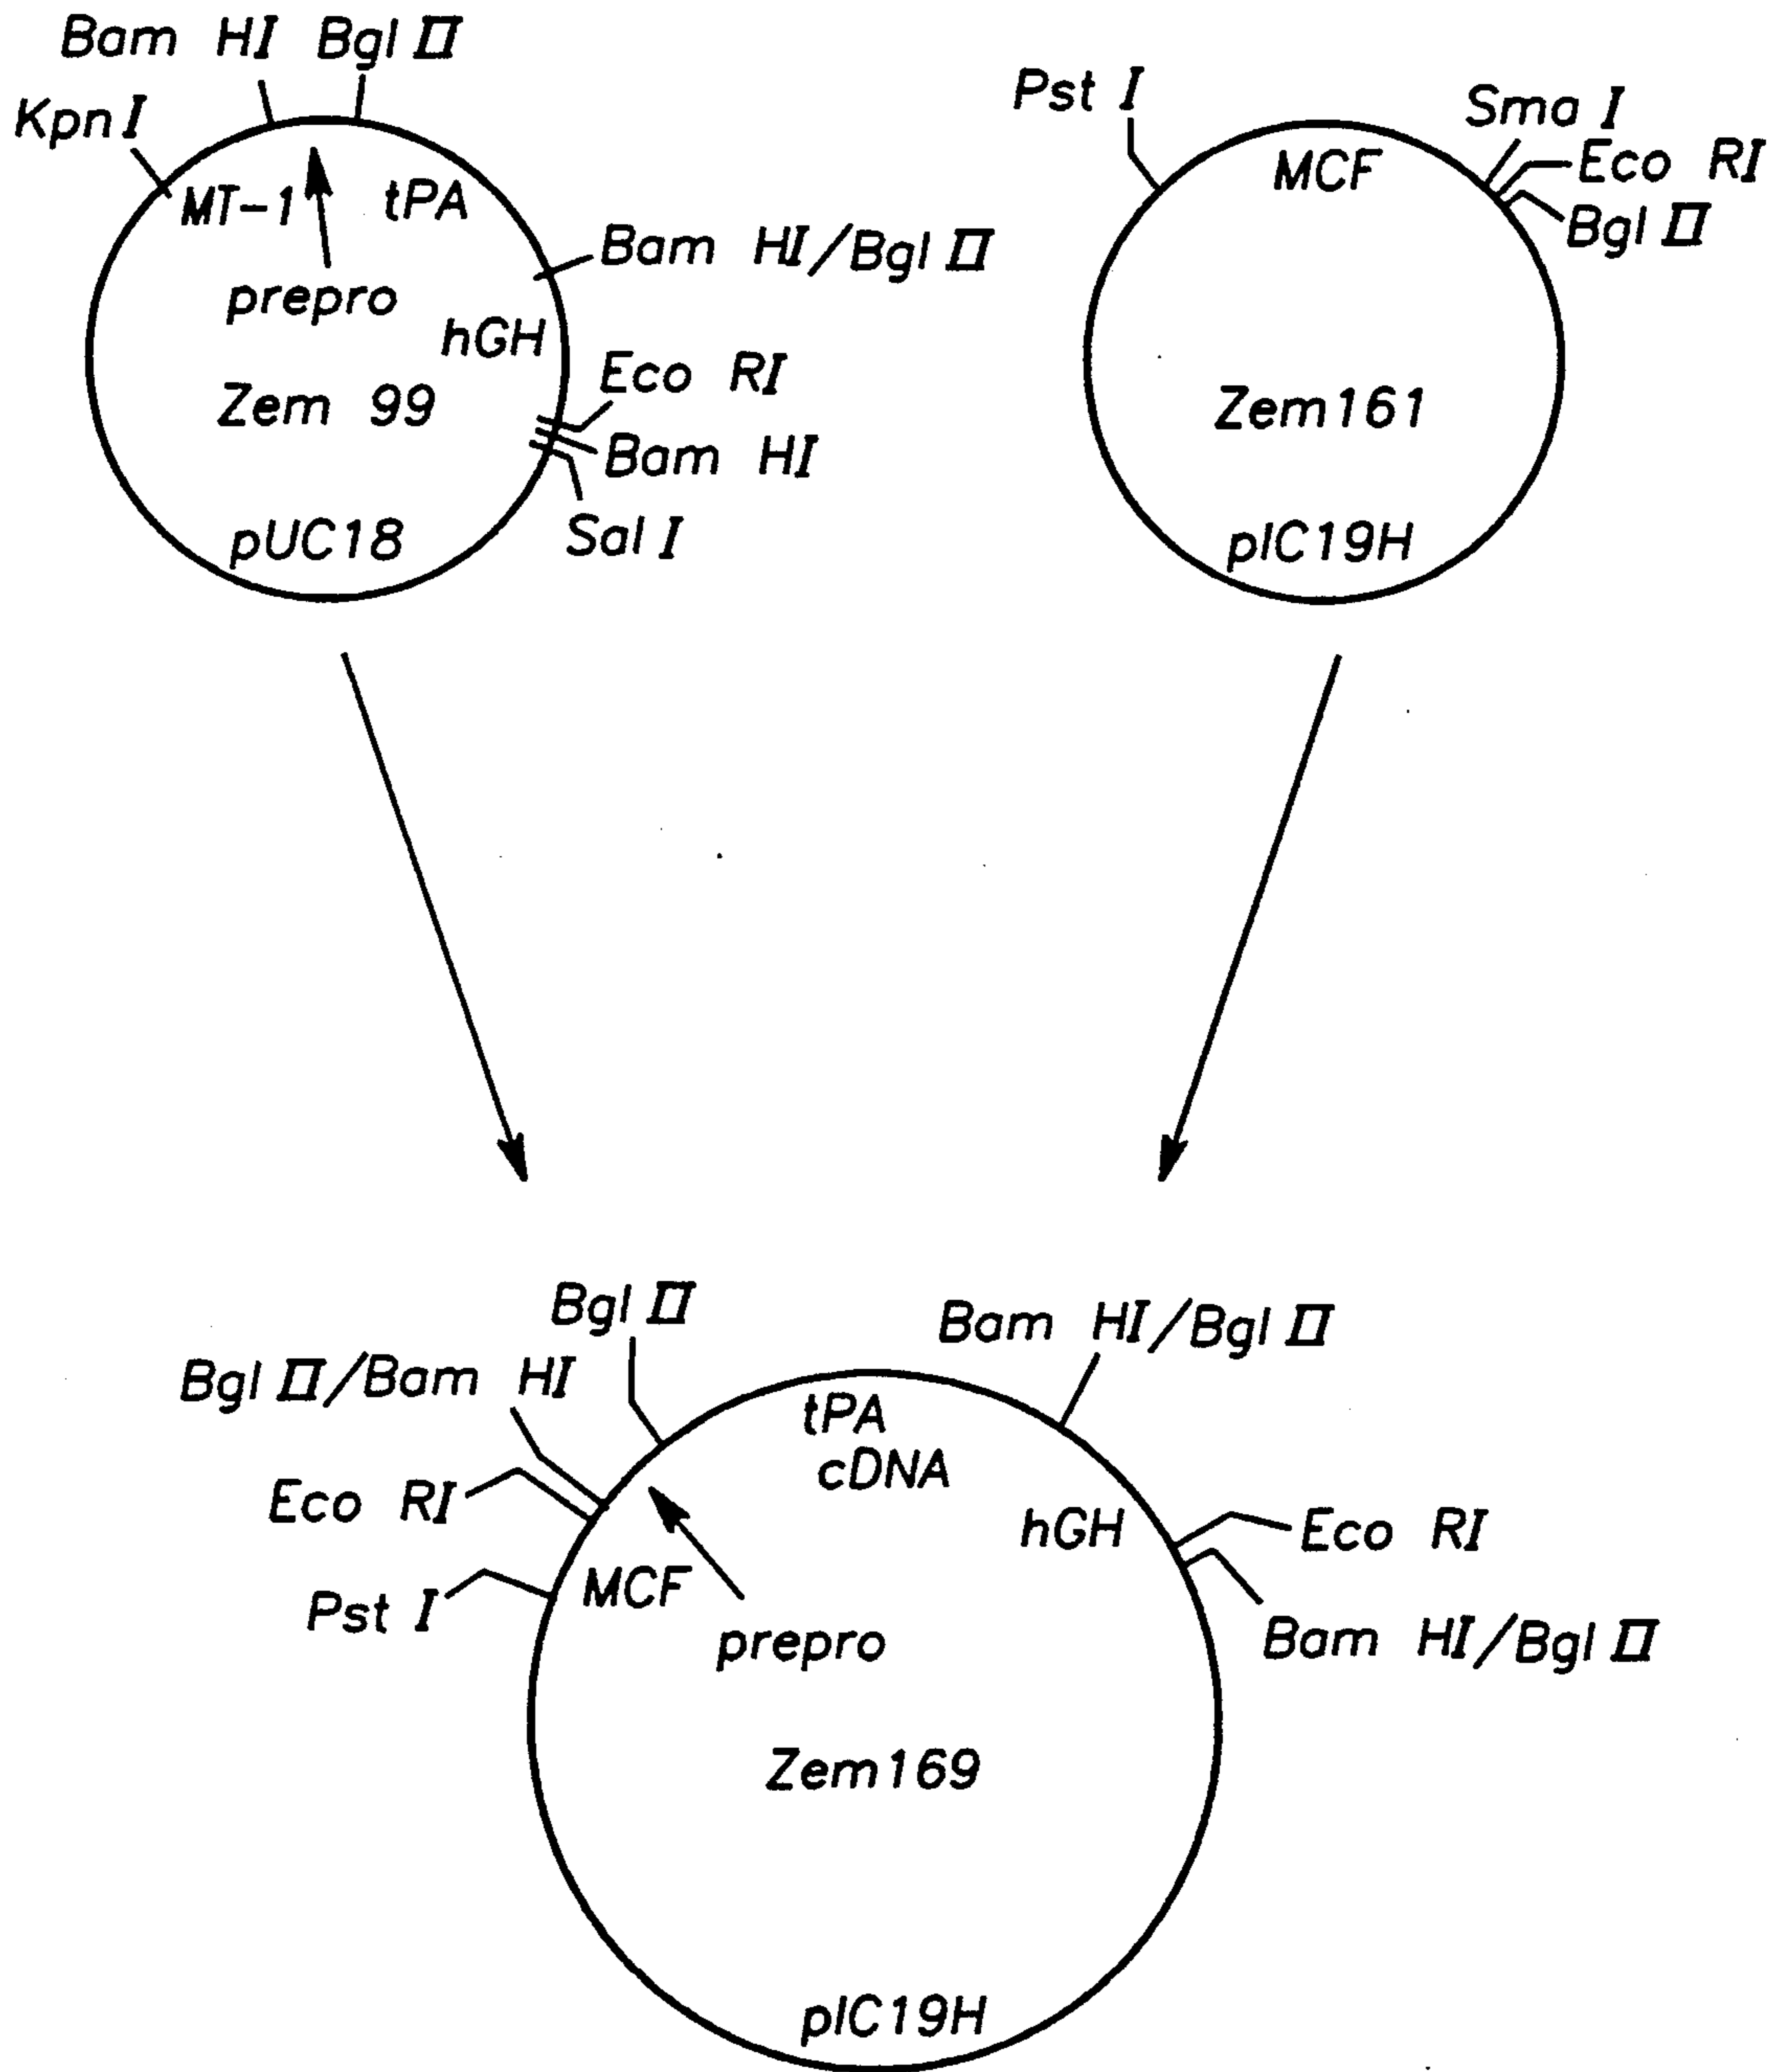 Bam HI Bgl II
Kpn I
MT-1
tPA
prepro
Bam HI/Bgl II
hGH
Zem 99
Eco RI
Bam HI
Sal I
pUC18
Pst I
Sma I
MCF
Eco RI
Bgl II
Zem161
pIC19H
Bgl II
Bam HI/Bgl II
Bgl II/Bam HI
tPA
cDNA
Eco RI
hGH
Eco RI
Pst I
MCF
prepro
Bam HI/Bgl II
Zem169
pIC19H